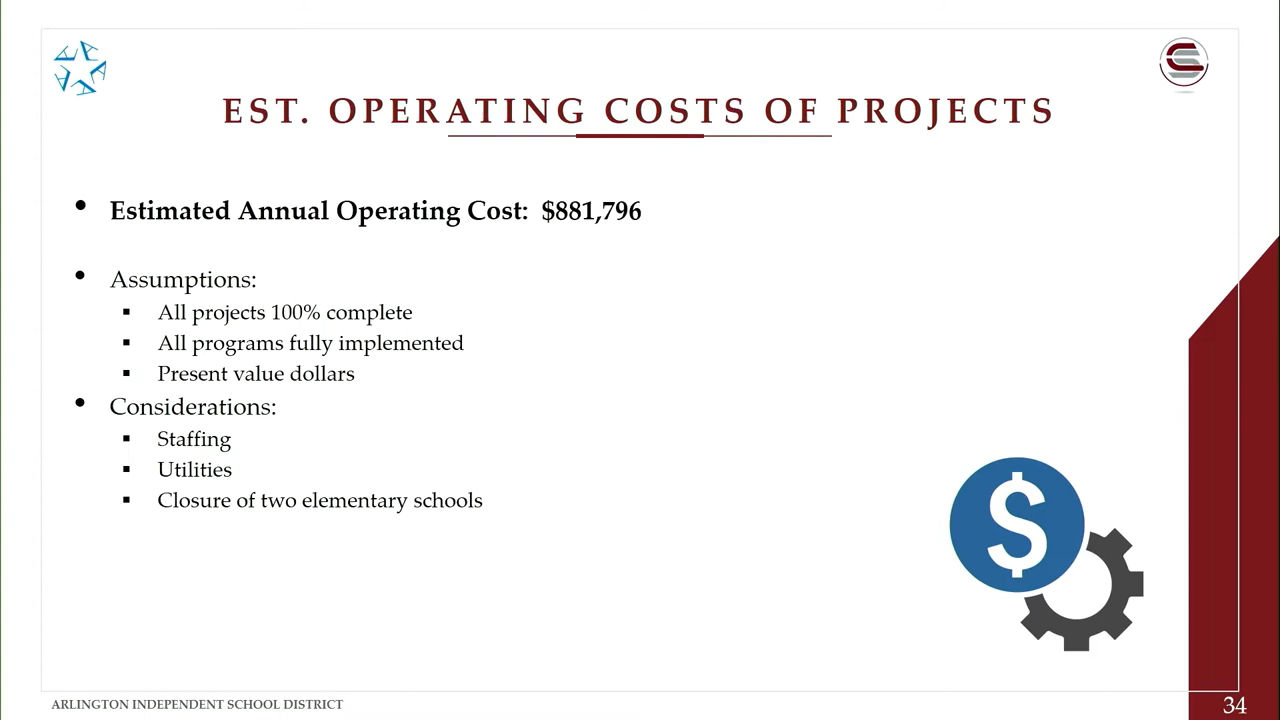 EST. OPERATING COSTS OF PROJECTS
• Estimated Annual Operating Cost: $881,796
• Assumptions:
▪ All projects 100% complete
▪ All programs fully implemented
▪ Present value dollars
• Considerations:
▪ Staffing
▪ Utilities
▪ Closure of two elementary schools
$
ARLINGTON INDEPENDENT SCHOOL DISTRICT
34